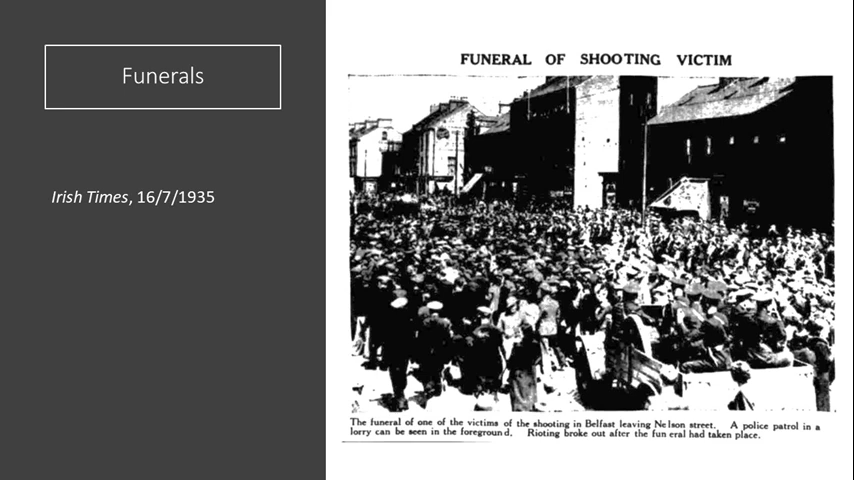 Funerals
Irish Times, 16/7/1935
FUNERAL OF SHOOTING VICTIM
The funeral of one of the victims of the shooting in Belfast leaving Nelson street. A police patrol in a
lorry can be seen in the foreground. Rioting broke out after the fun eral had taken place.